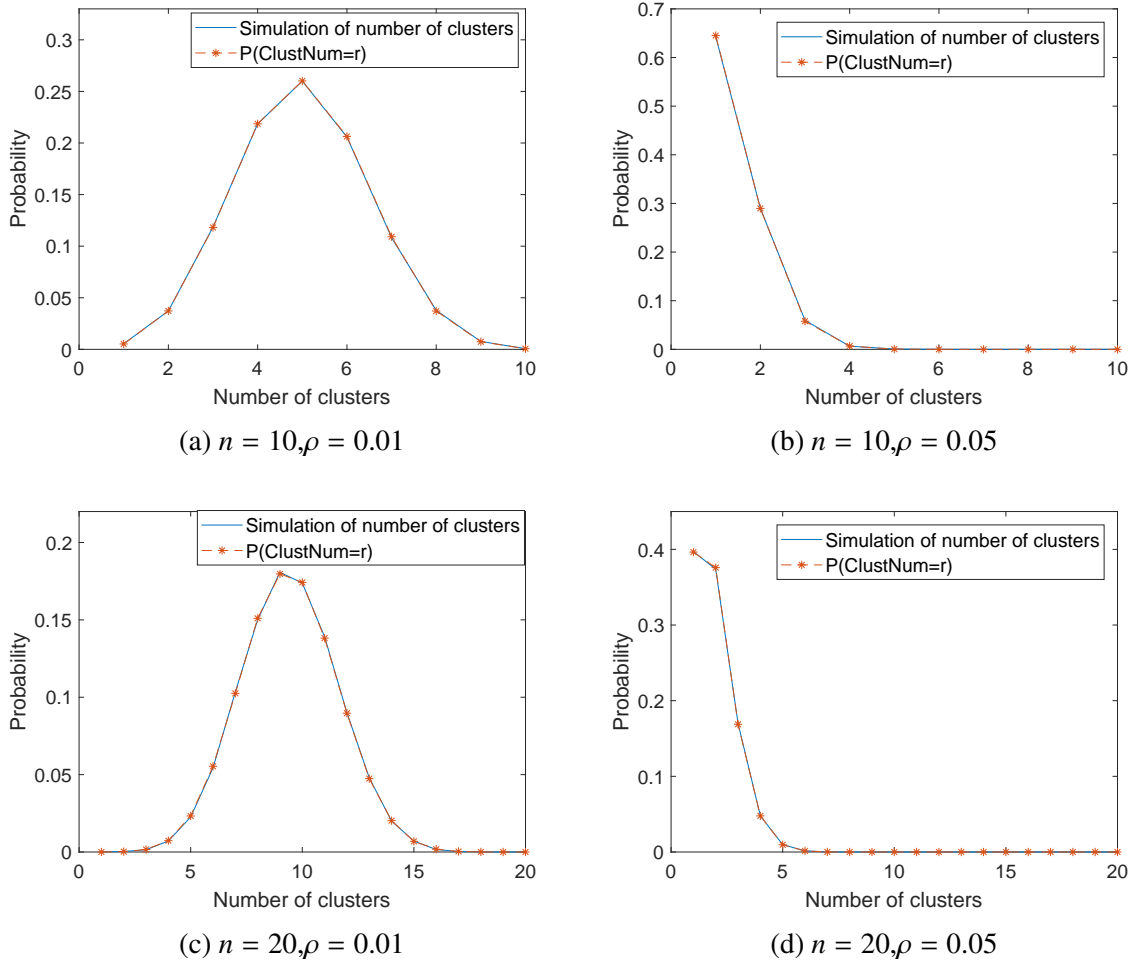 Simulation of number of clusters
P(ClustNum=r)
Probability
0.3
0.25
0.2
0.15
0.1
0.05
0
0 2 4 6 8 10
Number of clusters
(a) n = 10,ρ = 0.01
Simulation of number of clusters
P(ClustNum=r)
Probability
0.7
0.6
0.5
0.4
0.3
0.2
0.1
0
0 2 4 6 8 10
Number of clusters
(b) n = 10,ρ = 0.05
Simulation of number of clusters
P(ClustNum=r)
Probability
0.2
0.15
0.1
0.05
0
0 5 10 15 20
Number of clusters
(c) n = 20,ρ = 0.01
Simulation of number of clusters
P(ClustNum=r)
Probability
0.4
0.3
0.2
0.1
0
0 5 10 15 20
Number of clusters
(d) n = 20,ρ = 0.05